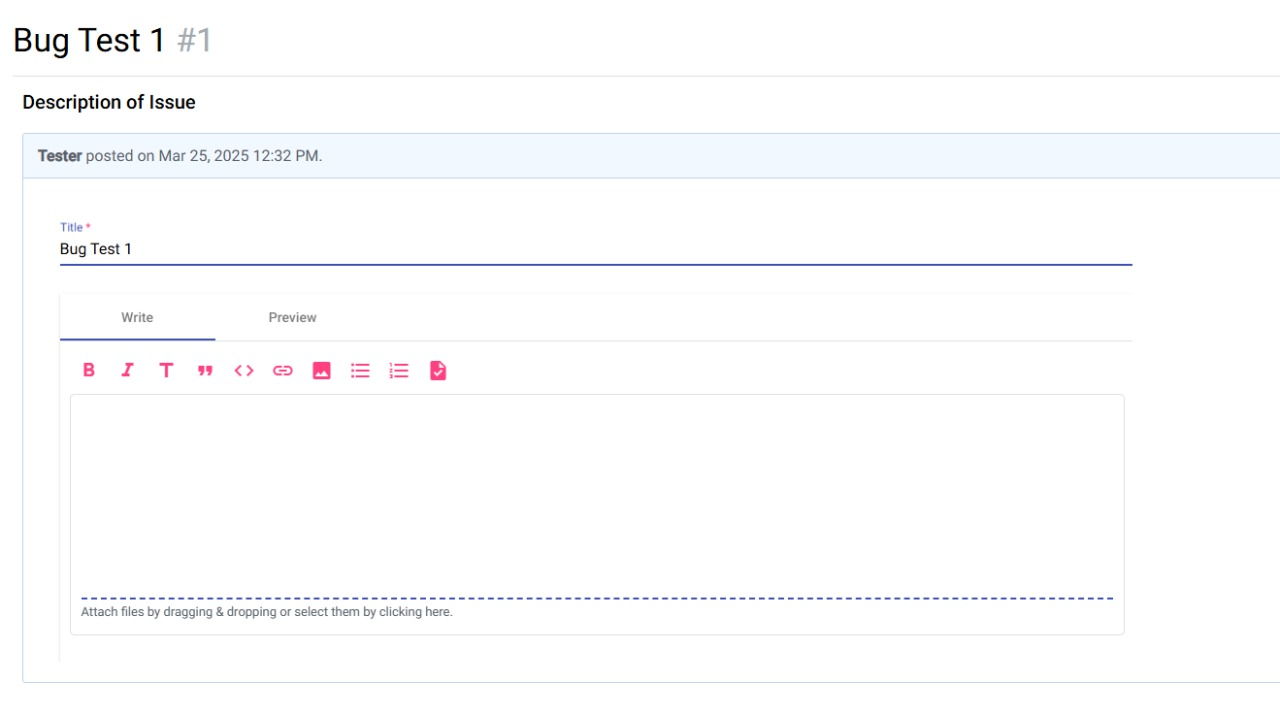 Bug Test 1 #1
Description of Issue
Tester posted on Mar 25, 2025 12:32 PM.
Title *
Bug Test 1
Write Preview
Attach files by dragging & dropping or select them by clicking here.